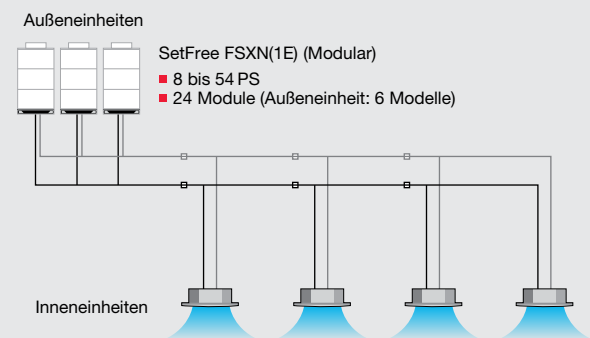 Außeneinheiten
SetFree FSXN(1E) (Modular)
8 bis 54 PS
24 Module (Außeneinheit: 6 Modelle)
Inneneinheiten